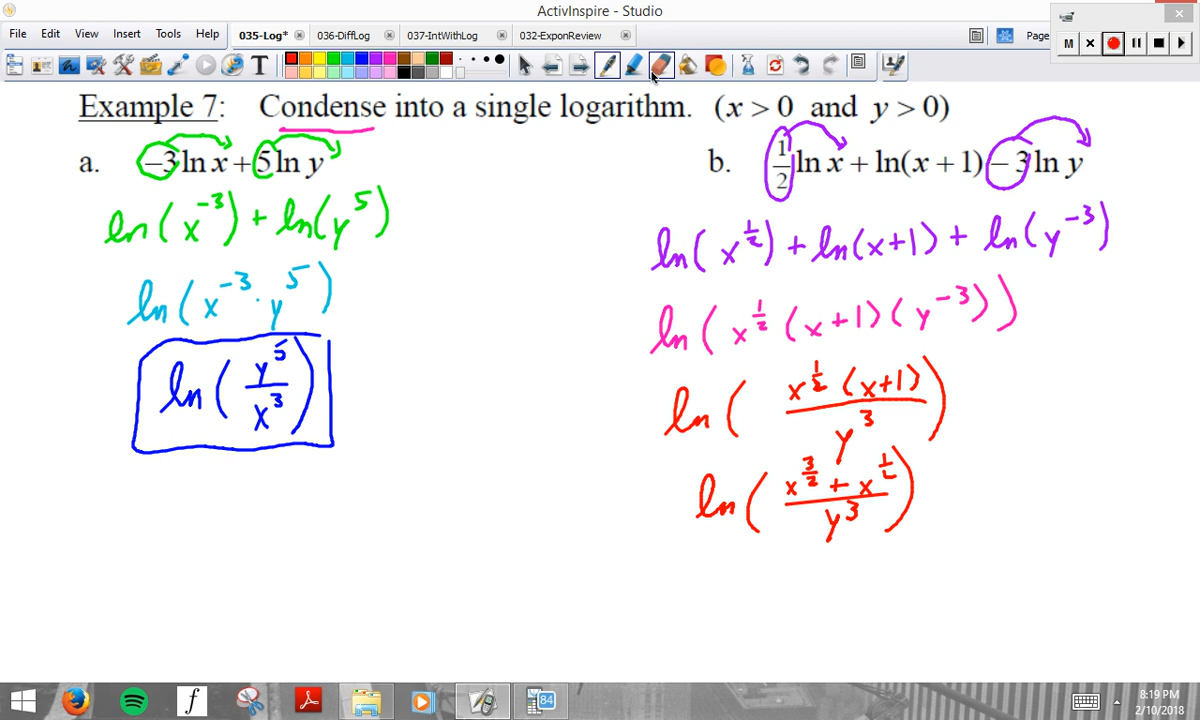 ActivInspire - Studio
File Edit View Insert Tools Help
035-Log* 036-DiffLog 037-IntWithLog 032-ExponReview
Page
M
T
Example 7: Condense into a single logarithm. (x > 0 and y > 0)
a. −3 ln x + 5 ln y
ln(x^-3) + ln(y^5)
ln(x^-3 · y^5)
ln(y^5/x^3)
b. 1/2 ln x + ln(x + 1) − 3 ln y
ln(x^1/2) + ln(x+1) + ln(y^-3)
ln(x^1/2 (x+1)(y^-3))
ln(x^1/2 (x+1)/y^3)
ln(x^3/2 + x^1/2/y^3)
f
84
8:19 PM
2/10/2018